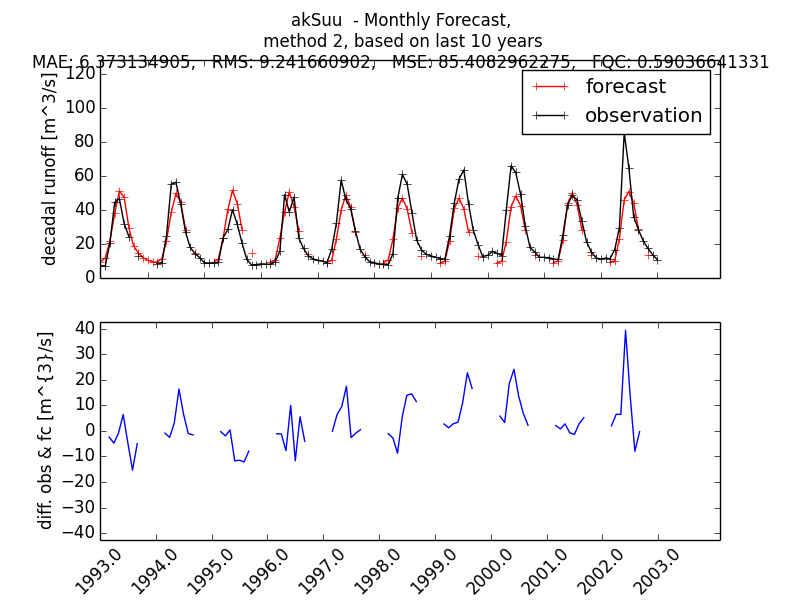 akSuu - Monthly Forecast,
method 2, based on last 10 years
MAE: 6.373134905, RMS: 9.241660902, MSE: 85.4082962275, FQC: 0.59036641331
decadal runoff [m^3/s]
120
100
80
60
40
20
0
forecast
observation
diff. obs & fc [m^{3}/s]
40
30
20
10
0
−10
−20
−30
−40
1993.0 1994.0 1995.0 1996.0 1997.0 1998.0 1999.0 2000.0 2001.0 2002.0 2003.0